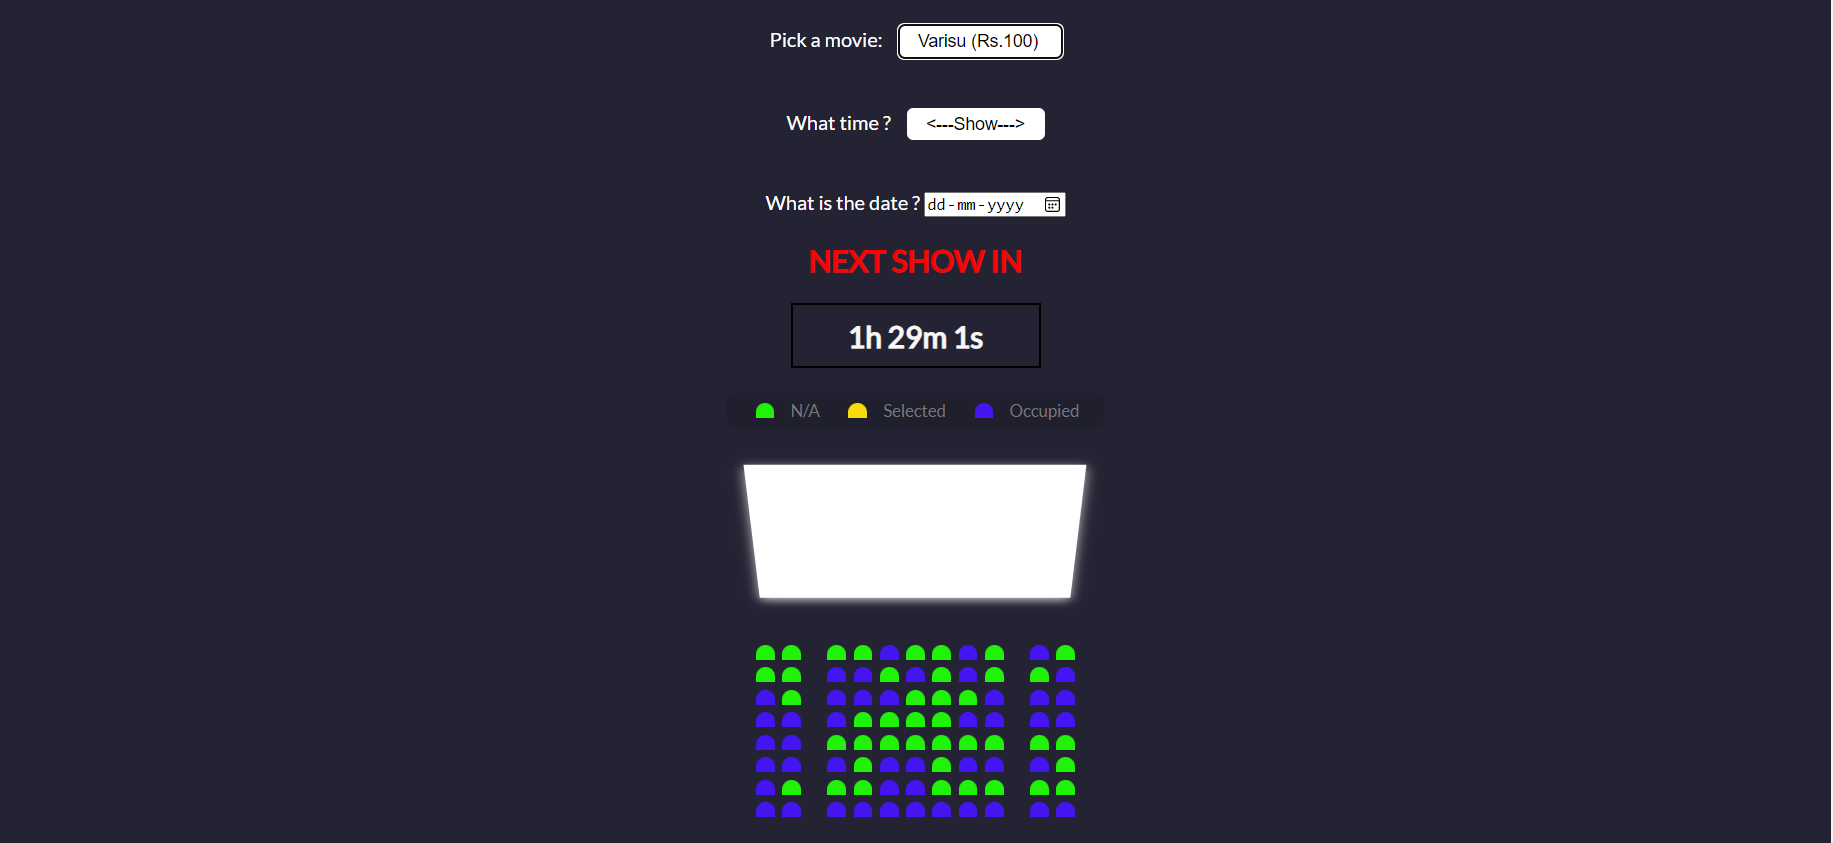 Pick a movie: Varisu (Rs.100)
What time ? <---Show--->
What is the date ? dd-mm-yyyy
NEXT SHOW IN
1h 29m 1s
N/A Selected Occupied